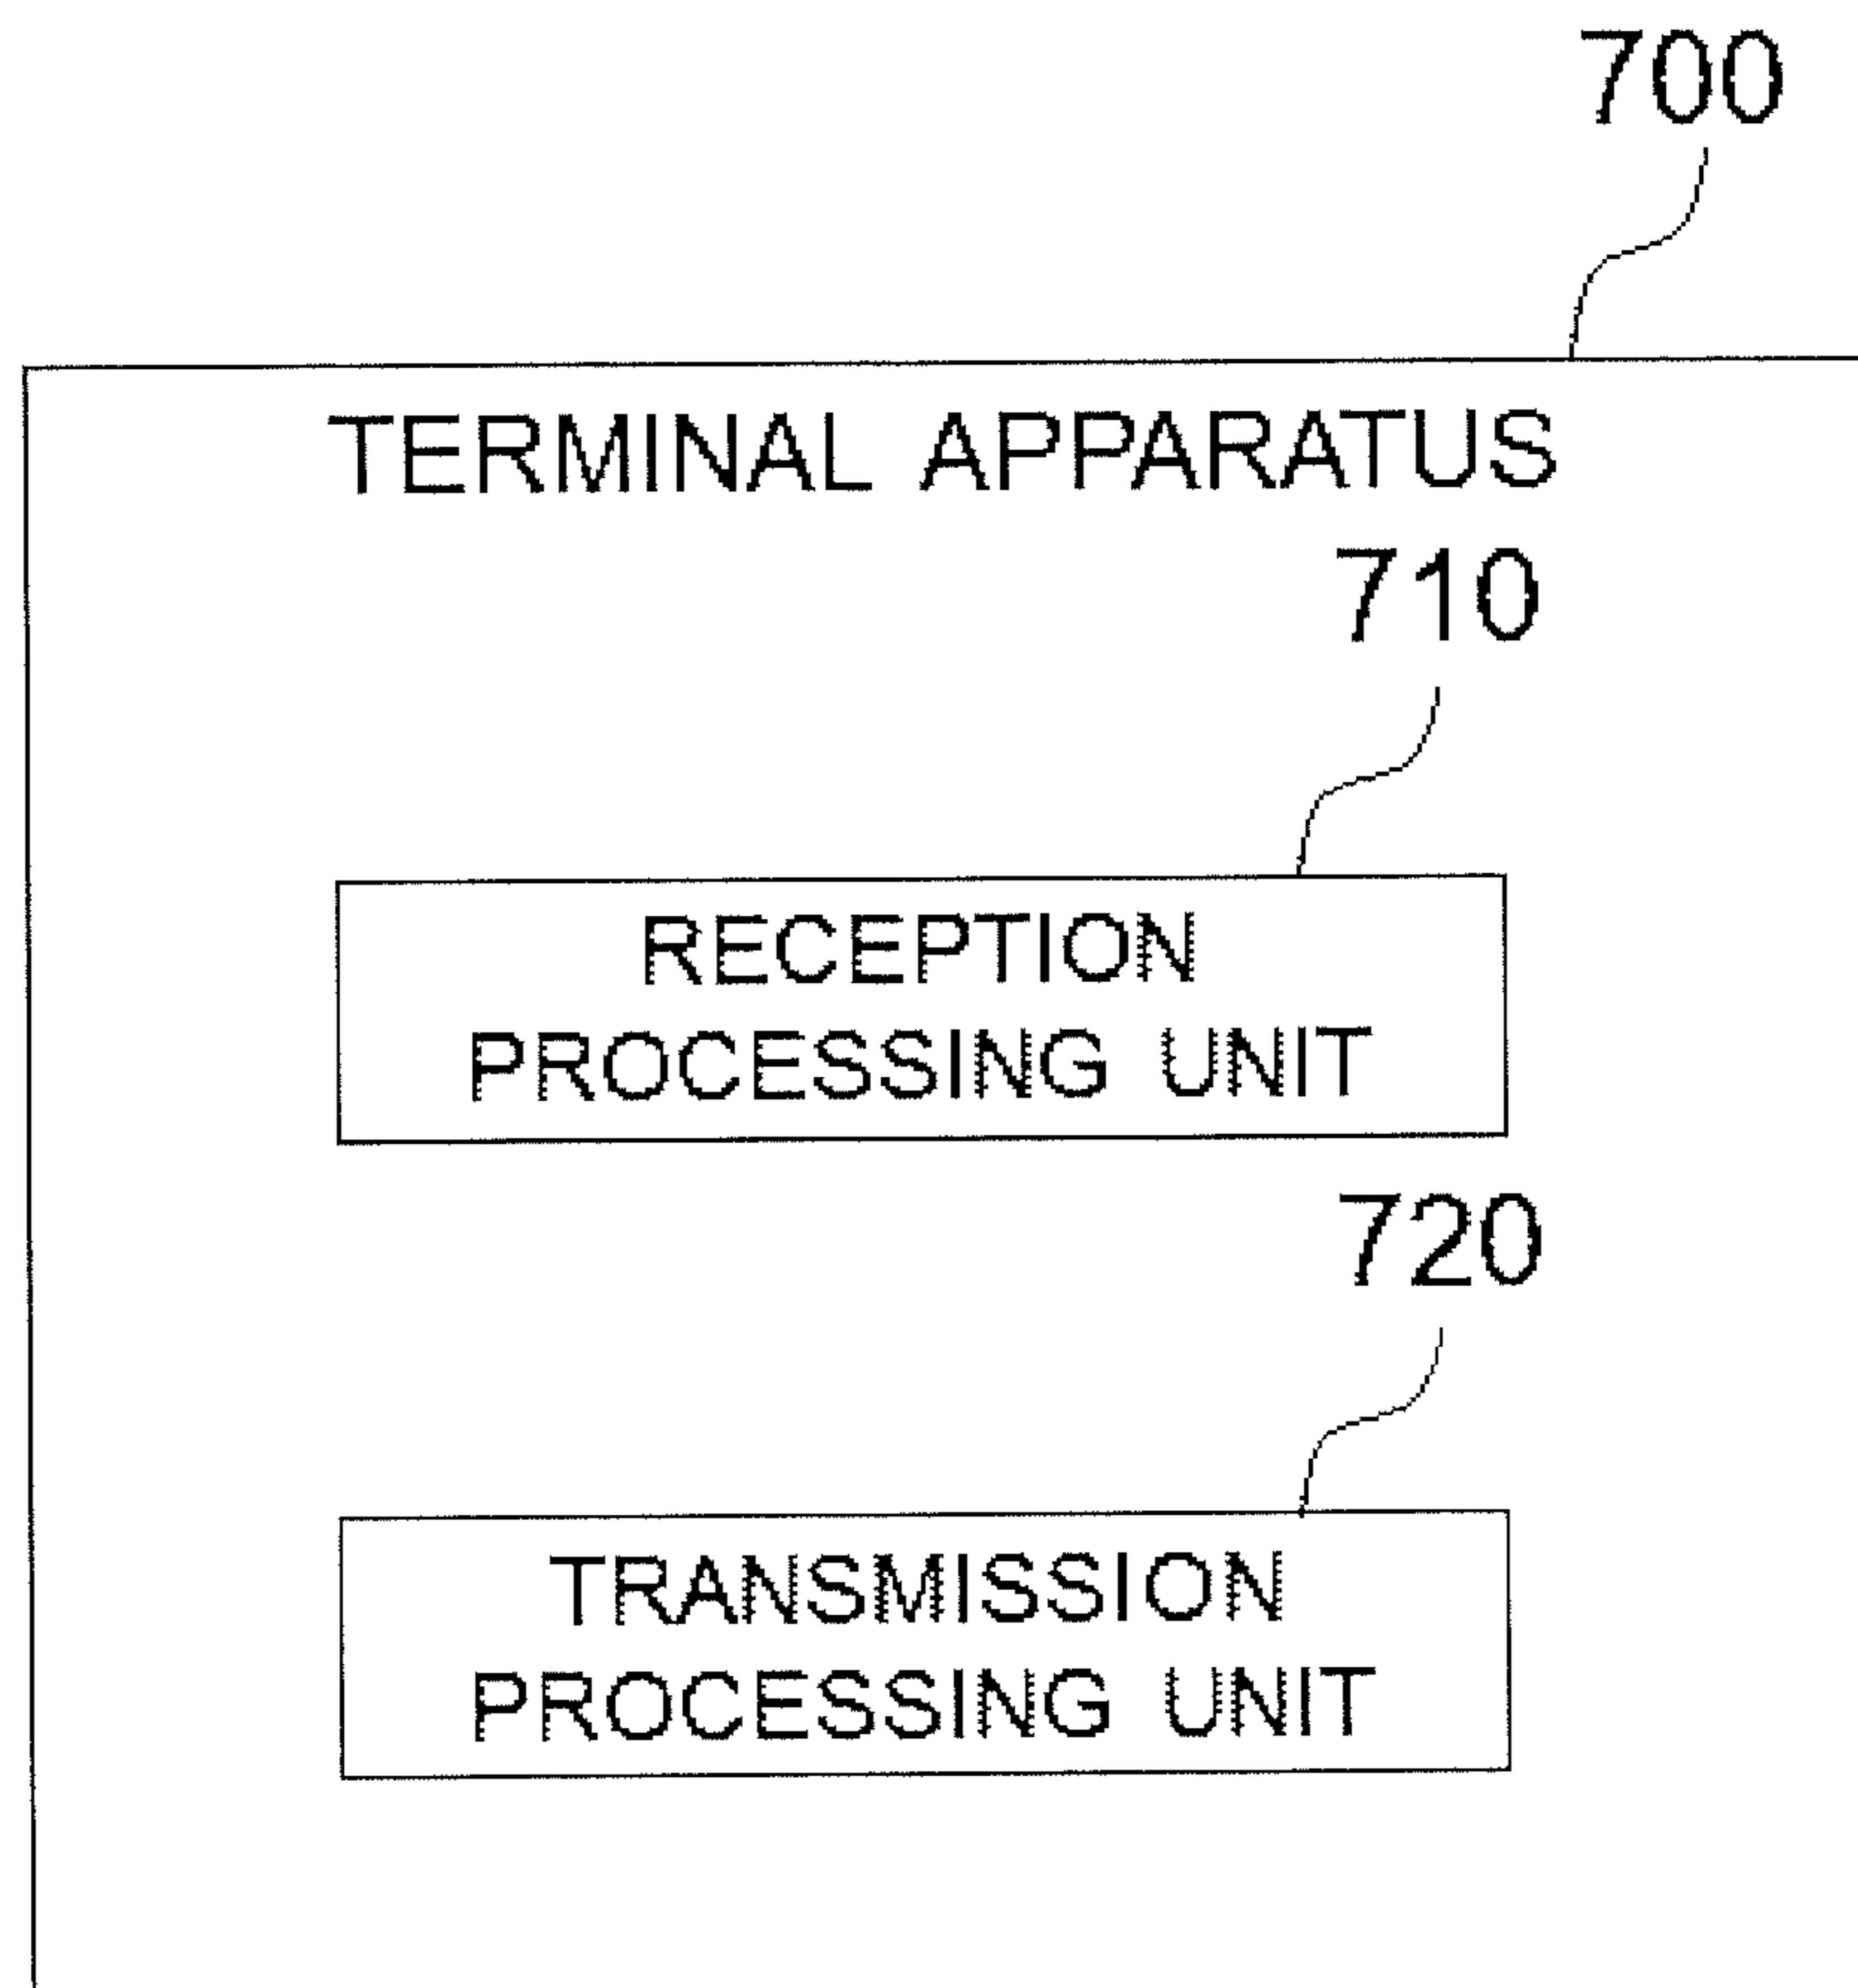 700
TERMINAL APPARATUS
710
RECEPTION
PROCESSING UNIT
720
TRANSMISSION
PROCESSING UNIT